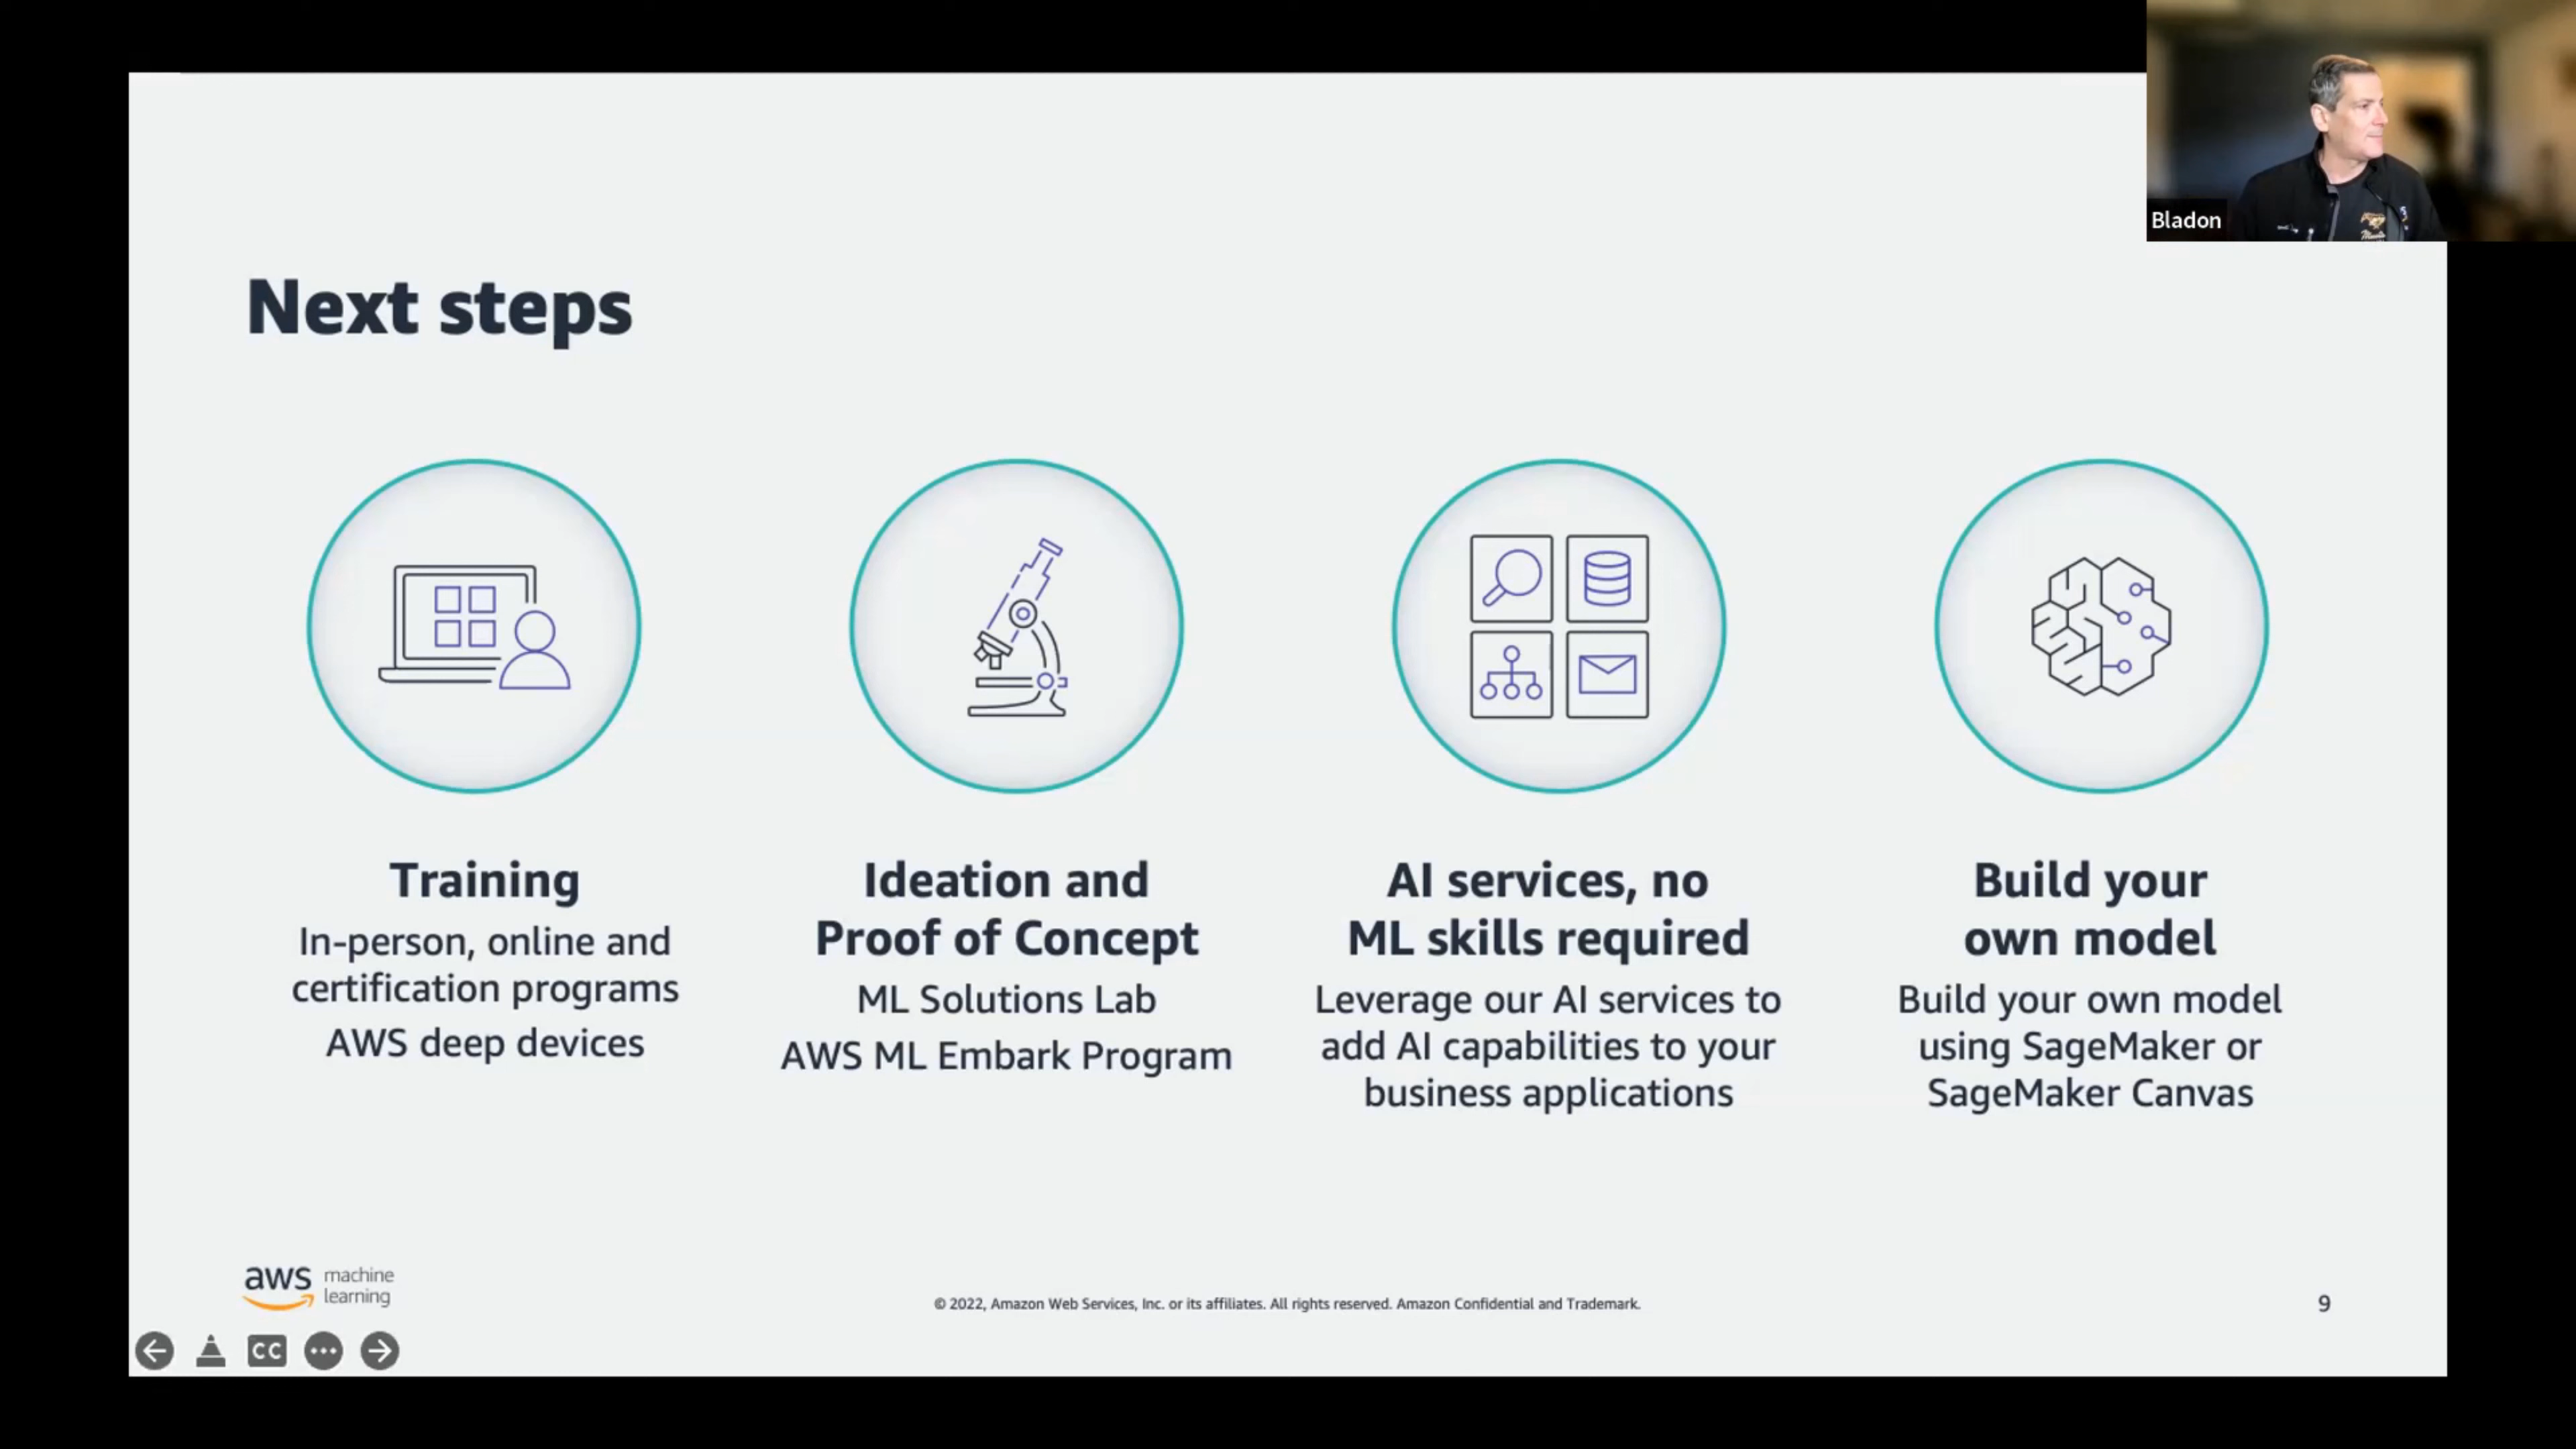 Bladon
Next steps
Training
In-person, online and
certification programs
AWS deep devices
Ideation and
Proof of Concept
ML Solutions Lab
AWS ML Embark Program
AI services, no
ML skills required
Leverage our AI services to
add AI capabilities to your
business applications
Build your
own model
Build your own model
using SageMaker or
SageMaker Canvas
aws machine
learning
© 2022, Amazon Web Services, Inc. or its affiliates. All rights reserved. Amazon Confidential and Trademark.
9
CC